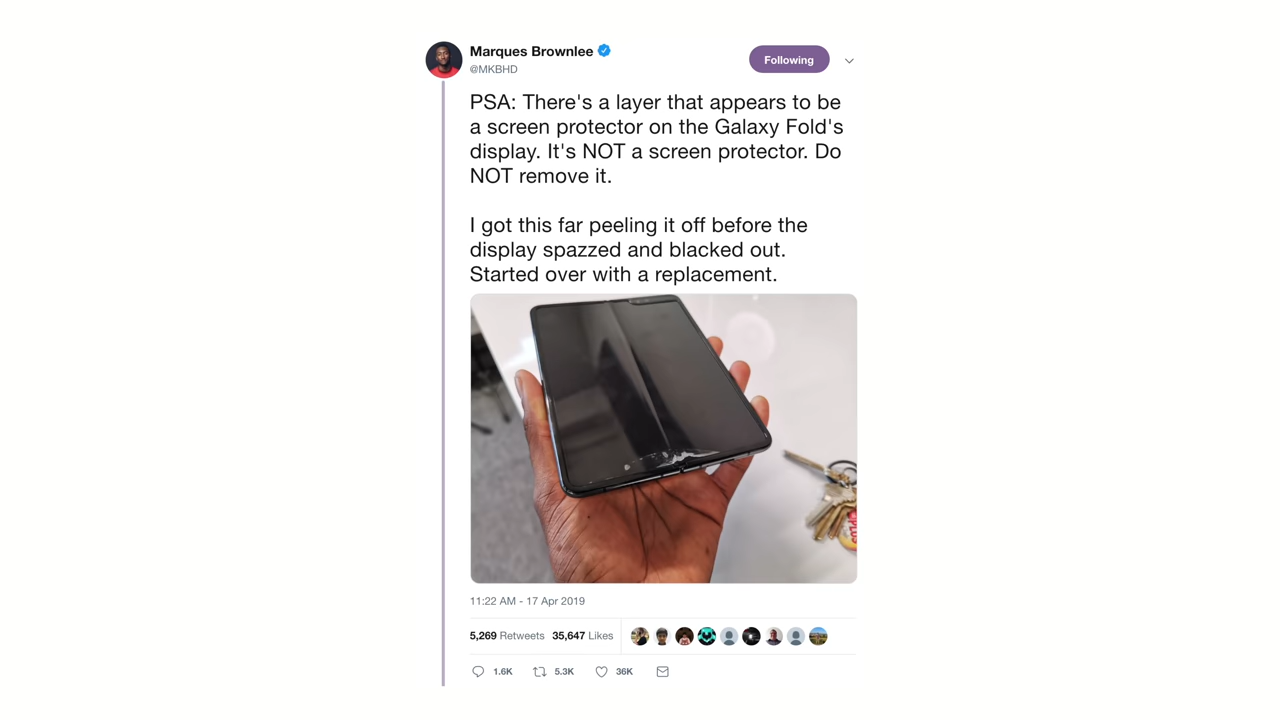 Marques Brownlee
@MKBHD
Following
PSA: There's a layer that appears to be
a screen protector on the Galaxy Fold's
display. It's NOT a screen protector. Do
NOT remove it.
I got this far peeling it off before the
display spazzed and blacked out.
Started over with a replacement.
11:22 AM - 17 Apr 2019
5,269 Retweets 35,647 Likes
1.6K 5.3K 36K